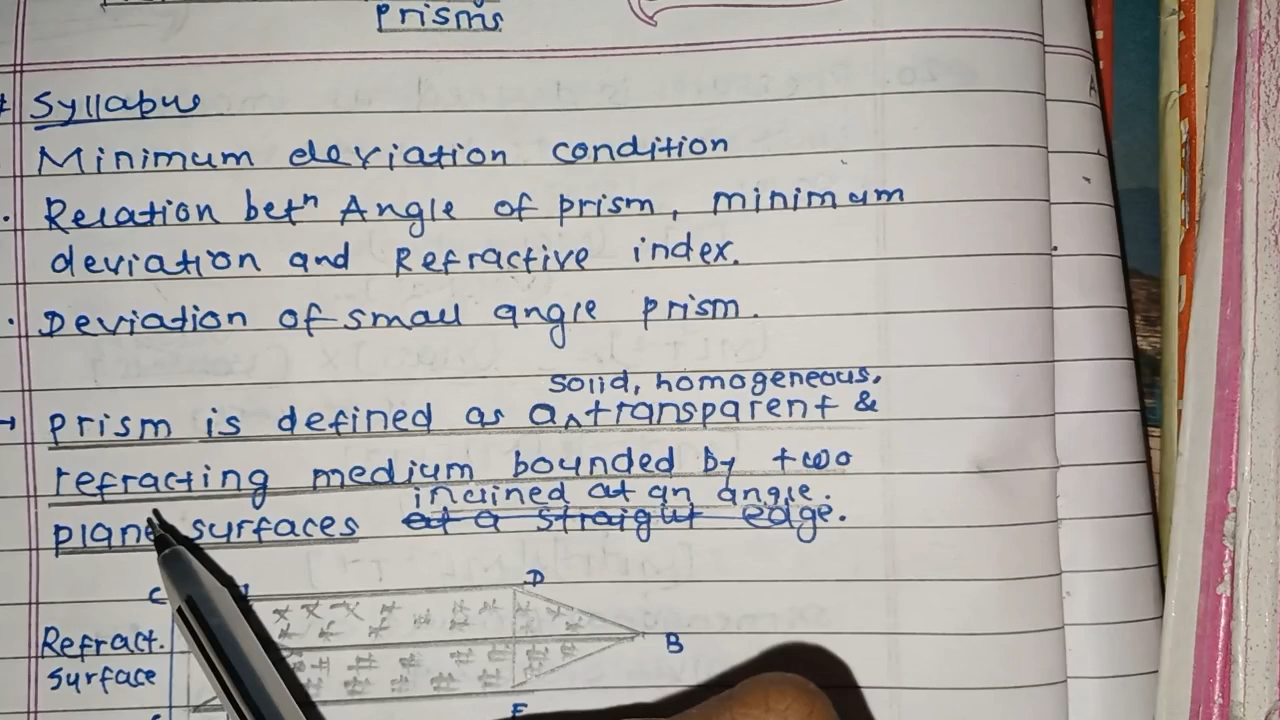 Prisms
Syllabus
Minimum deviation condition
. Relation betⁿ Angle of prism, minimum
deviation and Refractive index.
. Deviation of small angle prism.
solid, homogeneous,
→ Prism is defined as a ^ transparent &
refracting medium bounded by two
inclined at an angle.
plane surfaces at a straight edge.
C
D
Refract.
surface
B
E